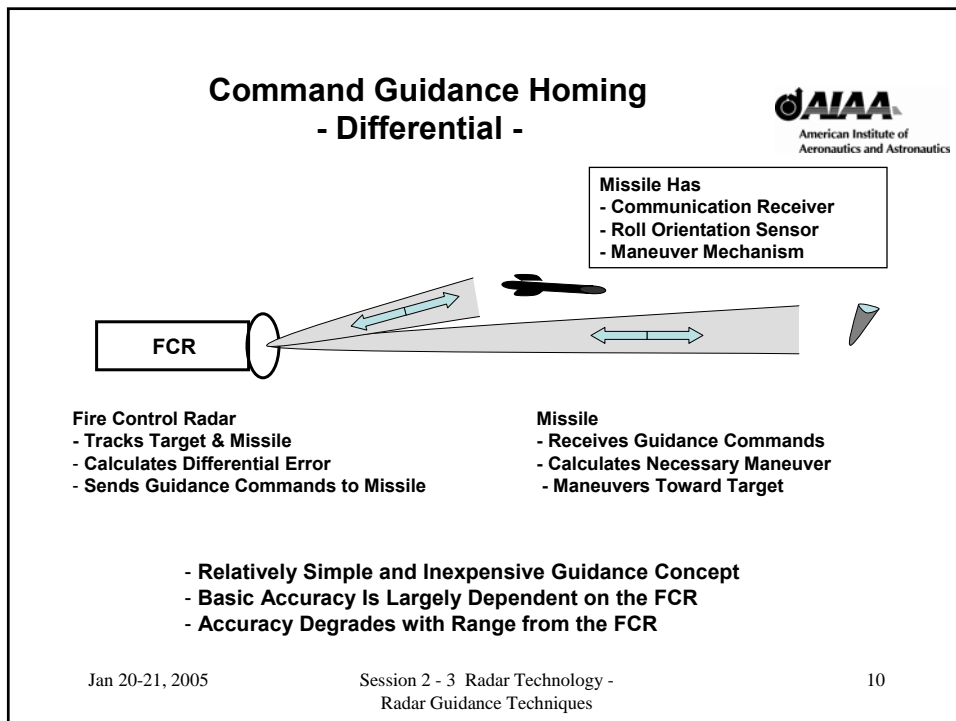 Command Guidance Homing
- Differential -
AIAA
American Institute of
Aeronautics and Astronautics
Missile Has
- Communication Receiver
- Roll Orientation Sensor
- Maneuver Mechanism
FCR
Fire Control Radar
- Tracks Target & Missile
- Calculates Differential Error
- Sends Guidance Commands to Missile
Missile
- Receives Guidance Commands
- Calculates Necessary Maneuver
- Maneuvers Toward Target
- Relatively Simple and Inexpensive Guidance Concept
- Basic Accuracy Is Largely Dependent on the FCR
- Accuracy Degrades with Range from the FCR
Jan 20-21, 2005
Session 2 - 3 Radar Technology -
Radar Guidance Techniques
10